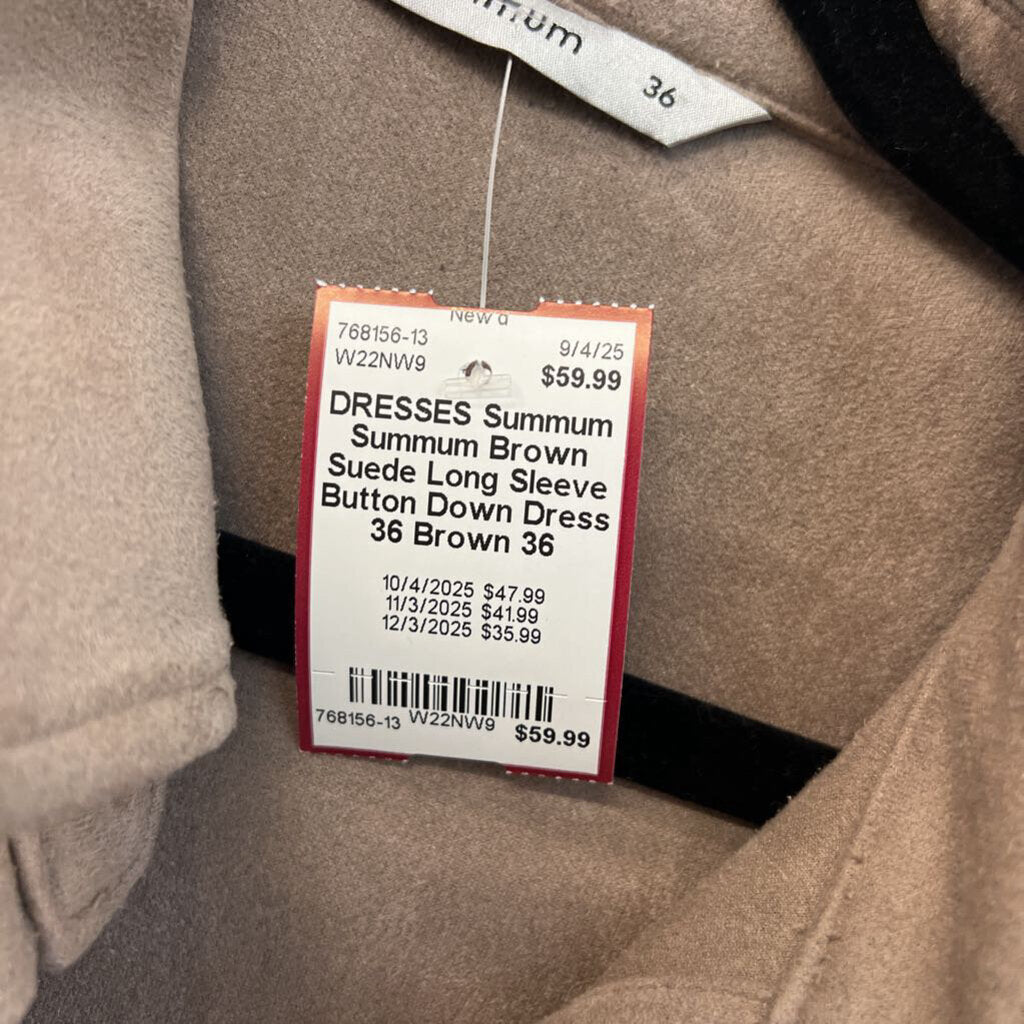 36
768156-13
9/4/25
W22NW9
$59.99
DRESSES Summum
Summum Brown
Suede Long Sleeve
Button Down Dress
36 Brown 36
10/4/2025 $47.99
11/3/2025 $41.99
12/3/2025 $35.99
768156-13 W22NW9 $59.99